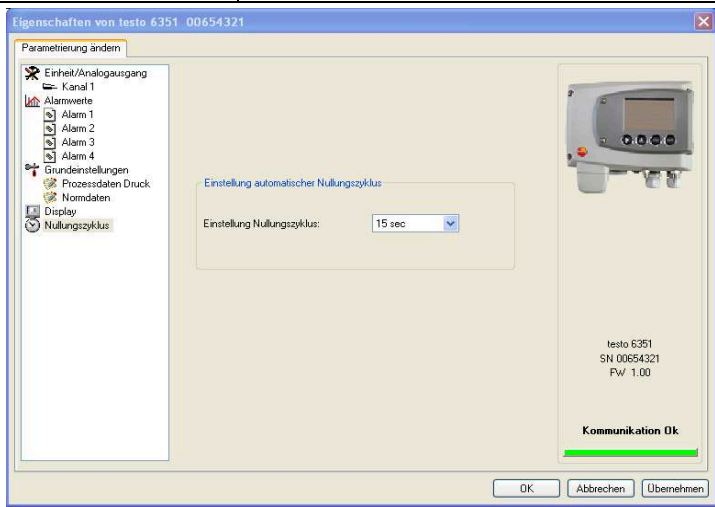 Eigenschaften von testo 6351 00654321
Parametrierung ändern
Einheit/Analogausgang
Kanal 1
Alarmwerte
Alarm 1
Alarm 2
Alarm 3
Alarm 4
Grundeinstellungen
Prozessdaten Druck
Normdaten
Display
Nullungszyklus
Einstellung automatischer Nullungszyklus
Einstellung Nullungszyklus:
15 sec
testo 6351
SN 00654321
FW 1.00
Kommunikation Ok
OK
Abbrechen
Übernehmen